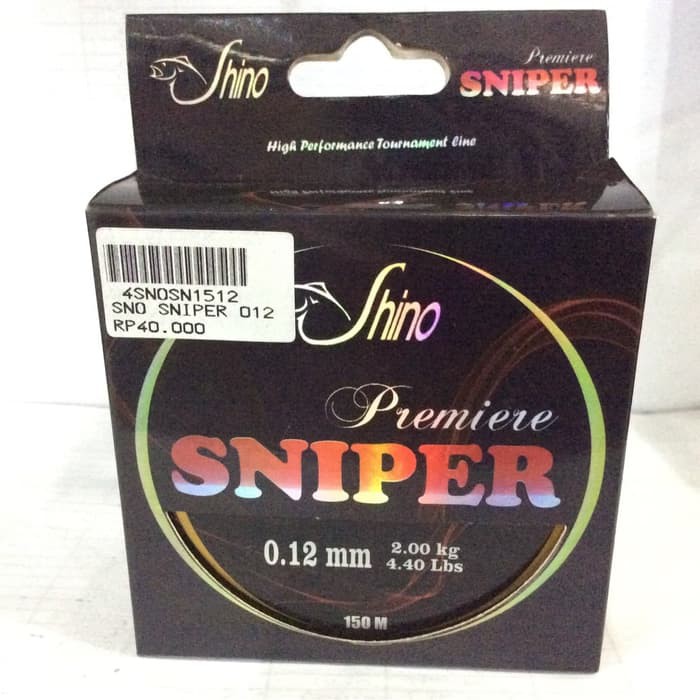 Shino
Premiere
SNIPER
High Performance Tournament line
4SNOSN1512
SNO SNIPER 012
RP40.000
Shino
Premiere
SNIPER
0.12 mm
2.00 kg
4.40 Lbs
150 M